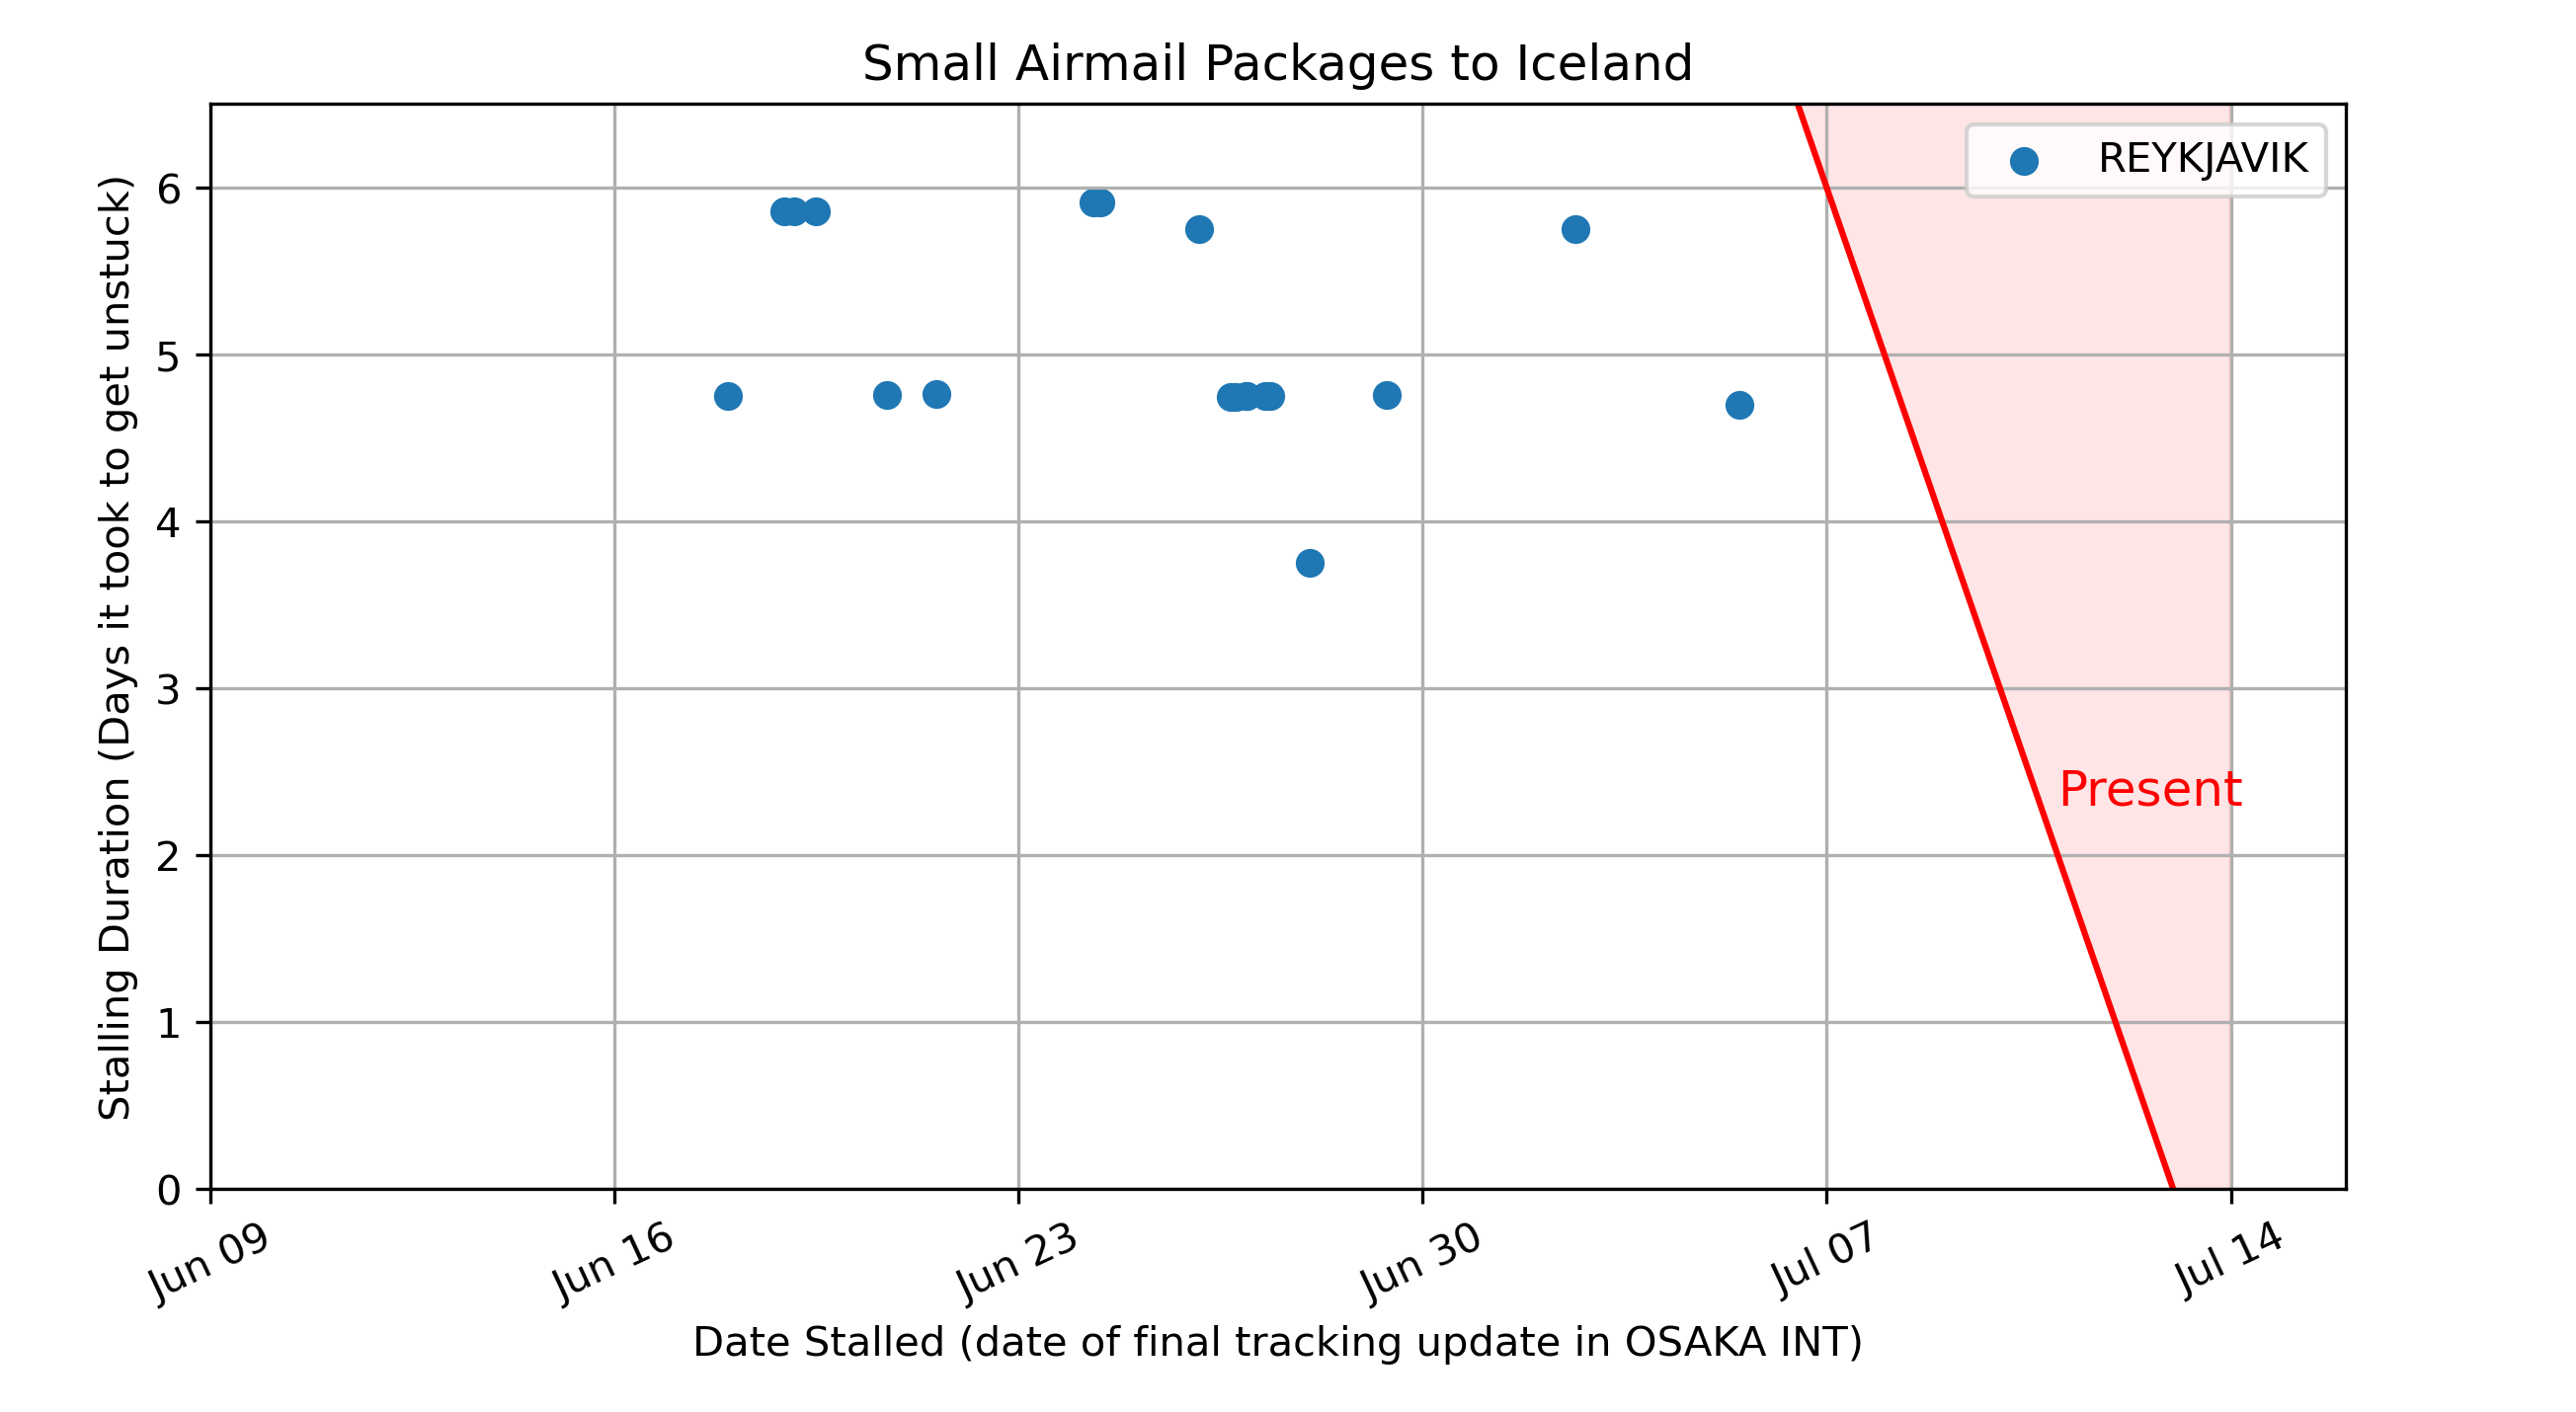 Small Airmail Packages to Iceland
REYKJAVIK
Stalling Duration (Days it took to get unstuck)
6
5
4
3
2
1
0
Present
Jun 09
Jun 16
Jun 23
Jun 30
Jul 07
Jul 14
Date Stalled (date of final tracking update in OSAKA INT)